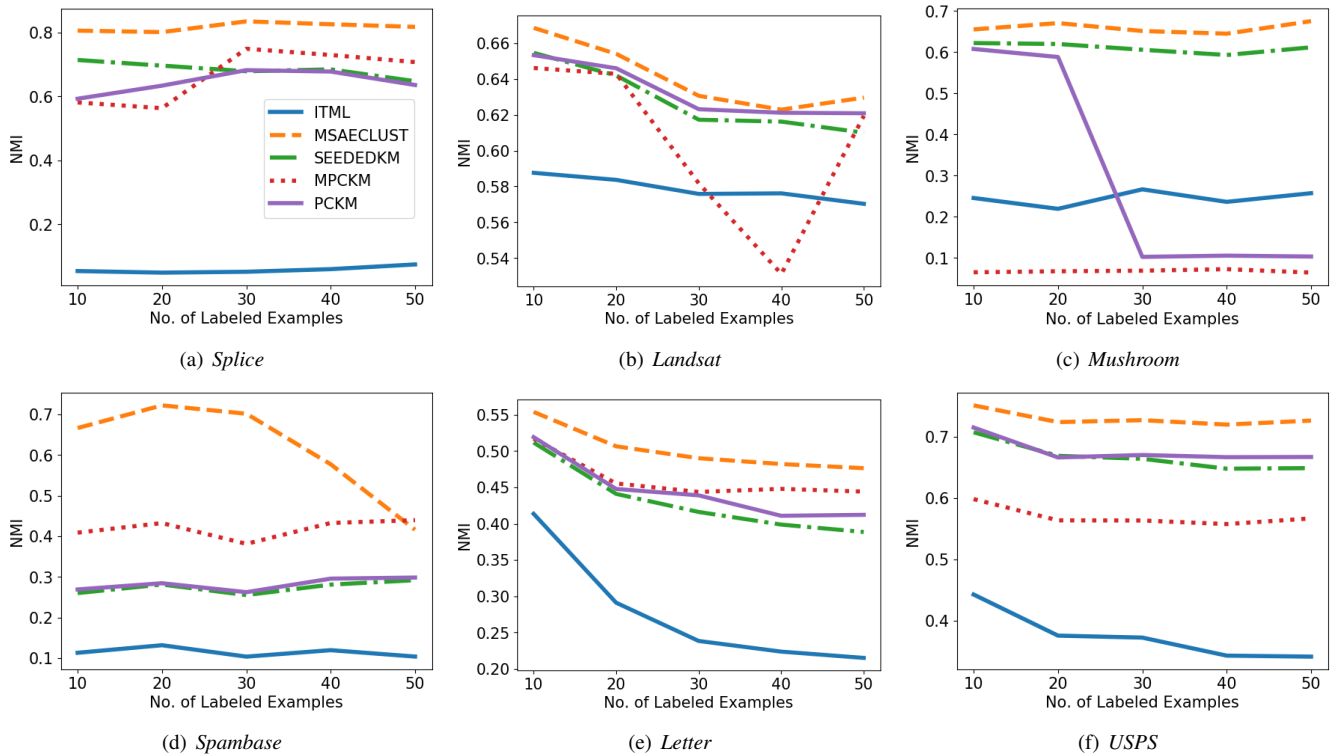 0.8
0.6
0.4
0.2
NMI
ITML
MSAECLUST
SEEDEDKM
MPCKM
PCKM
10 20 30 40 50
No. of Labeled Examples
(a) Splice
0.66
0.64
0.62
0.60
0.58
0.56
0.54
NMI
10 20 30 40 50
No. of Labeled Examples
(b) Landsat
0.7
0.6
0.5
0.4
0.3
0.2
0.1
NMI
10 20 30 40 50
No. of Labeled Examples
(c) Mushroom
0.7
0.6
0.5
0.4
0.3
0.2
0.1
NMI
10 20 30 40 50
No. of Labeled Examples
(d) Spambase
0.55
0.50
0.45
0.40
0.35
0.30
0.25
0.20
NMI
10 20 30 40 50
No. of Labeled Examples
(e) Letter
0.7
0.6
0.5
0.4
NMI
10 20 30 40 50
No. of Labeled Examples
(f) USPS